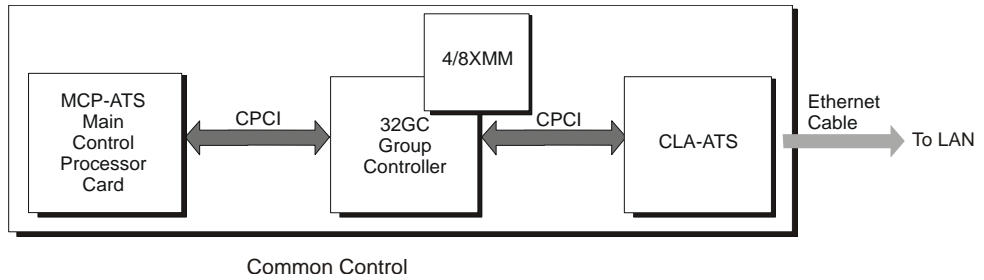 4/8XMM
MCP-ATS
Main
Control
Processor
Card
CPCI
32GC
Group
Controller
CPCI
CLA-ATS
Ethernet
Cable
To LAN
Common Control